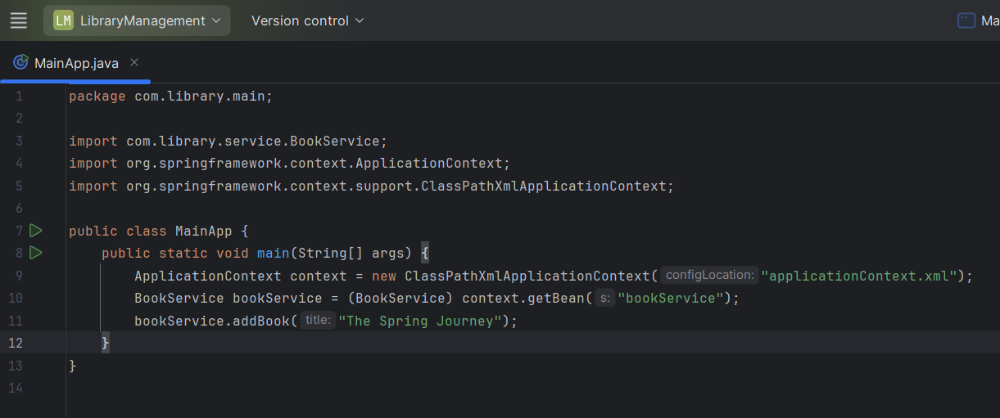 LM LibraryManagement Version control Ma
MainApp.java
1 package com.library.main;
2
3 import com.library.service.BookService;
4 import org.springframework.context.ApplicationContext;
5 import org.springframework.context.support.ClassPathXmlApplicationContext;
6
7 public class MainApp {
8 public static void main(String[] args) {
9 ApplicationContext context = new ClassPathXmlApplicationContext( configLocation: "applicationContext.xml");
10 BookService bookService = (BookService) context.getBean( s: "bookService");
11 bookService.addBook( title: "The Spring Journey");
12 }
13 }
14